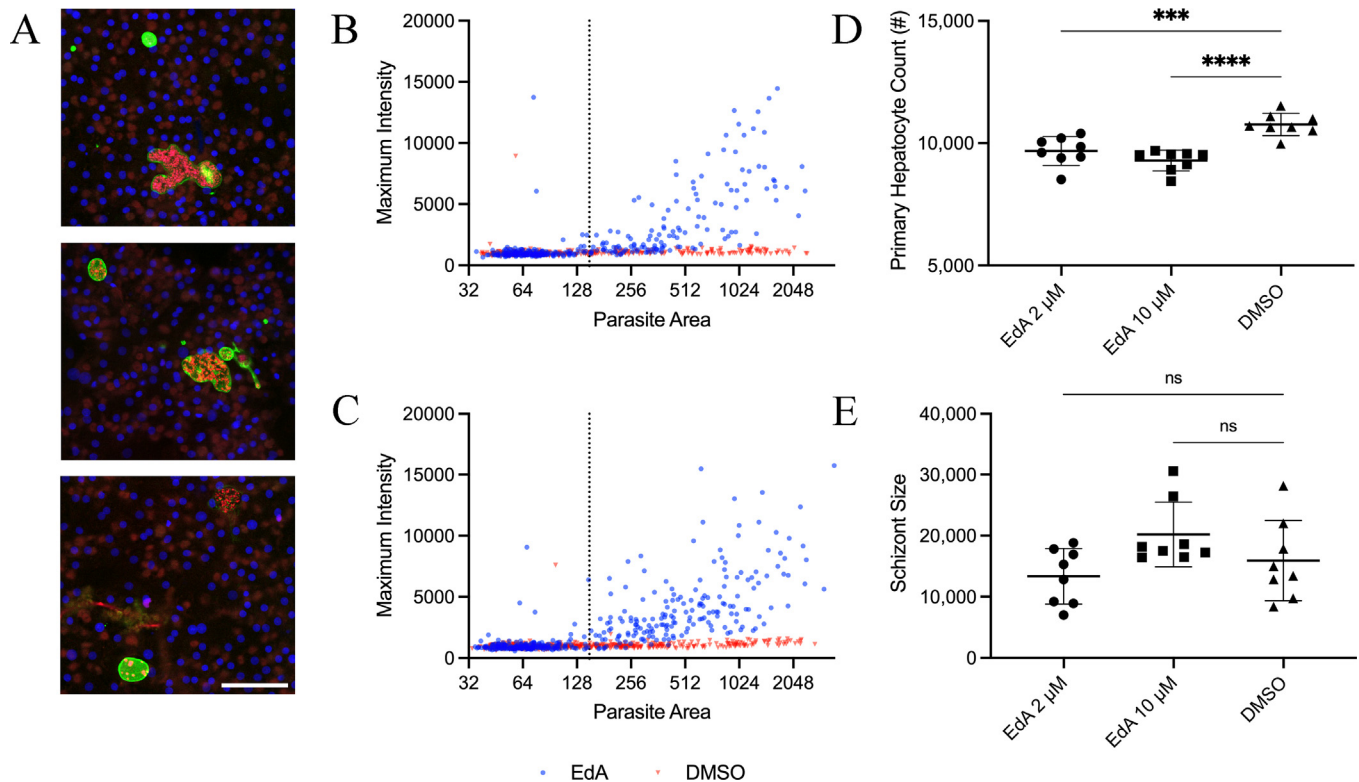 A
B
20000
15000
10000
5000
0
Maximum Intensity
32 64 128 256 512 1024 2048
Parasite Area
C
20000
15000
10000
5000
0
Maximum Intensity
32 64 128 256 512 1024 2048
Parasite Area
EdA DMSO
D
15,000
10,000
5,000
Primary Hepatocyte Count (#)
***
****
EdA 2 µM
EdA 10 µM
DMSO
E
40,000
30,000
20,000
10,000
0
Schizont Size
ns
ns
EdA 2 µM
EdA 10 µM
DMSO